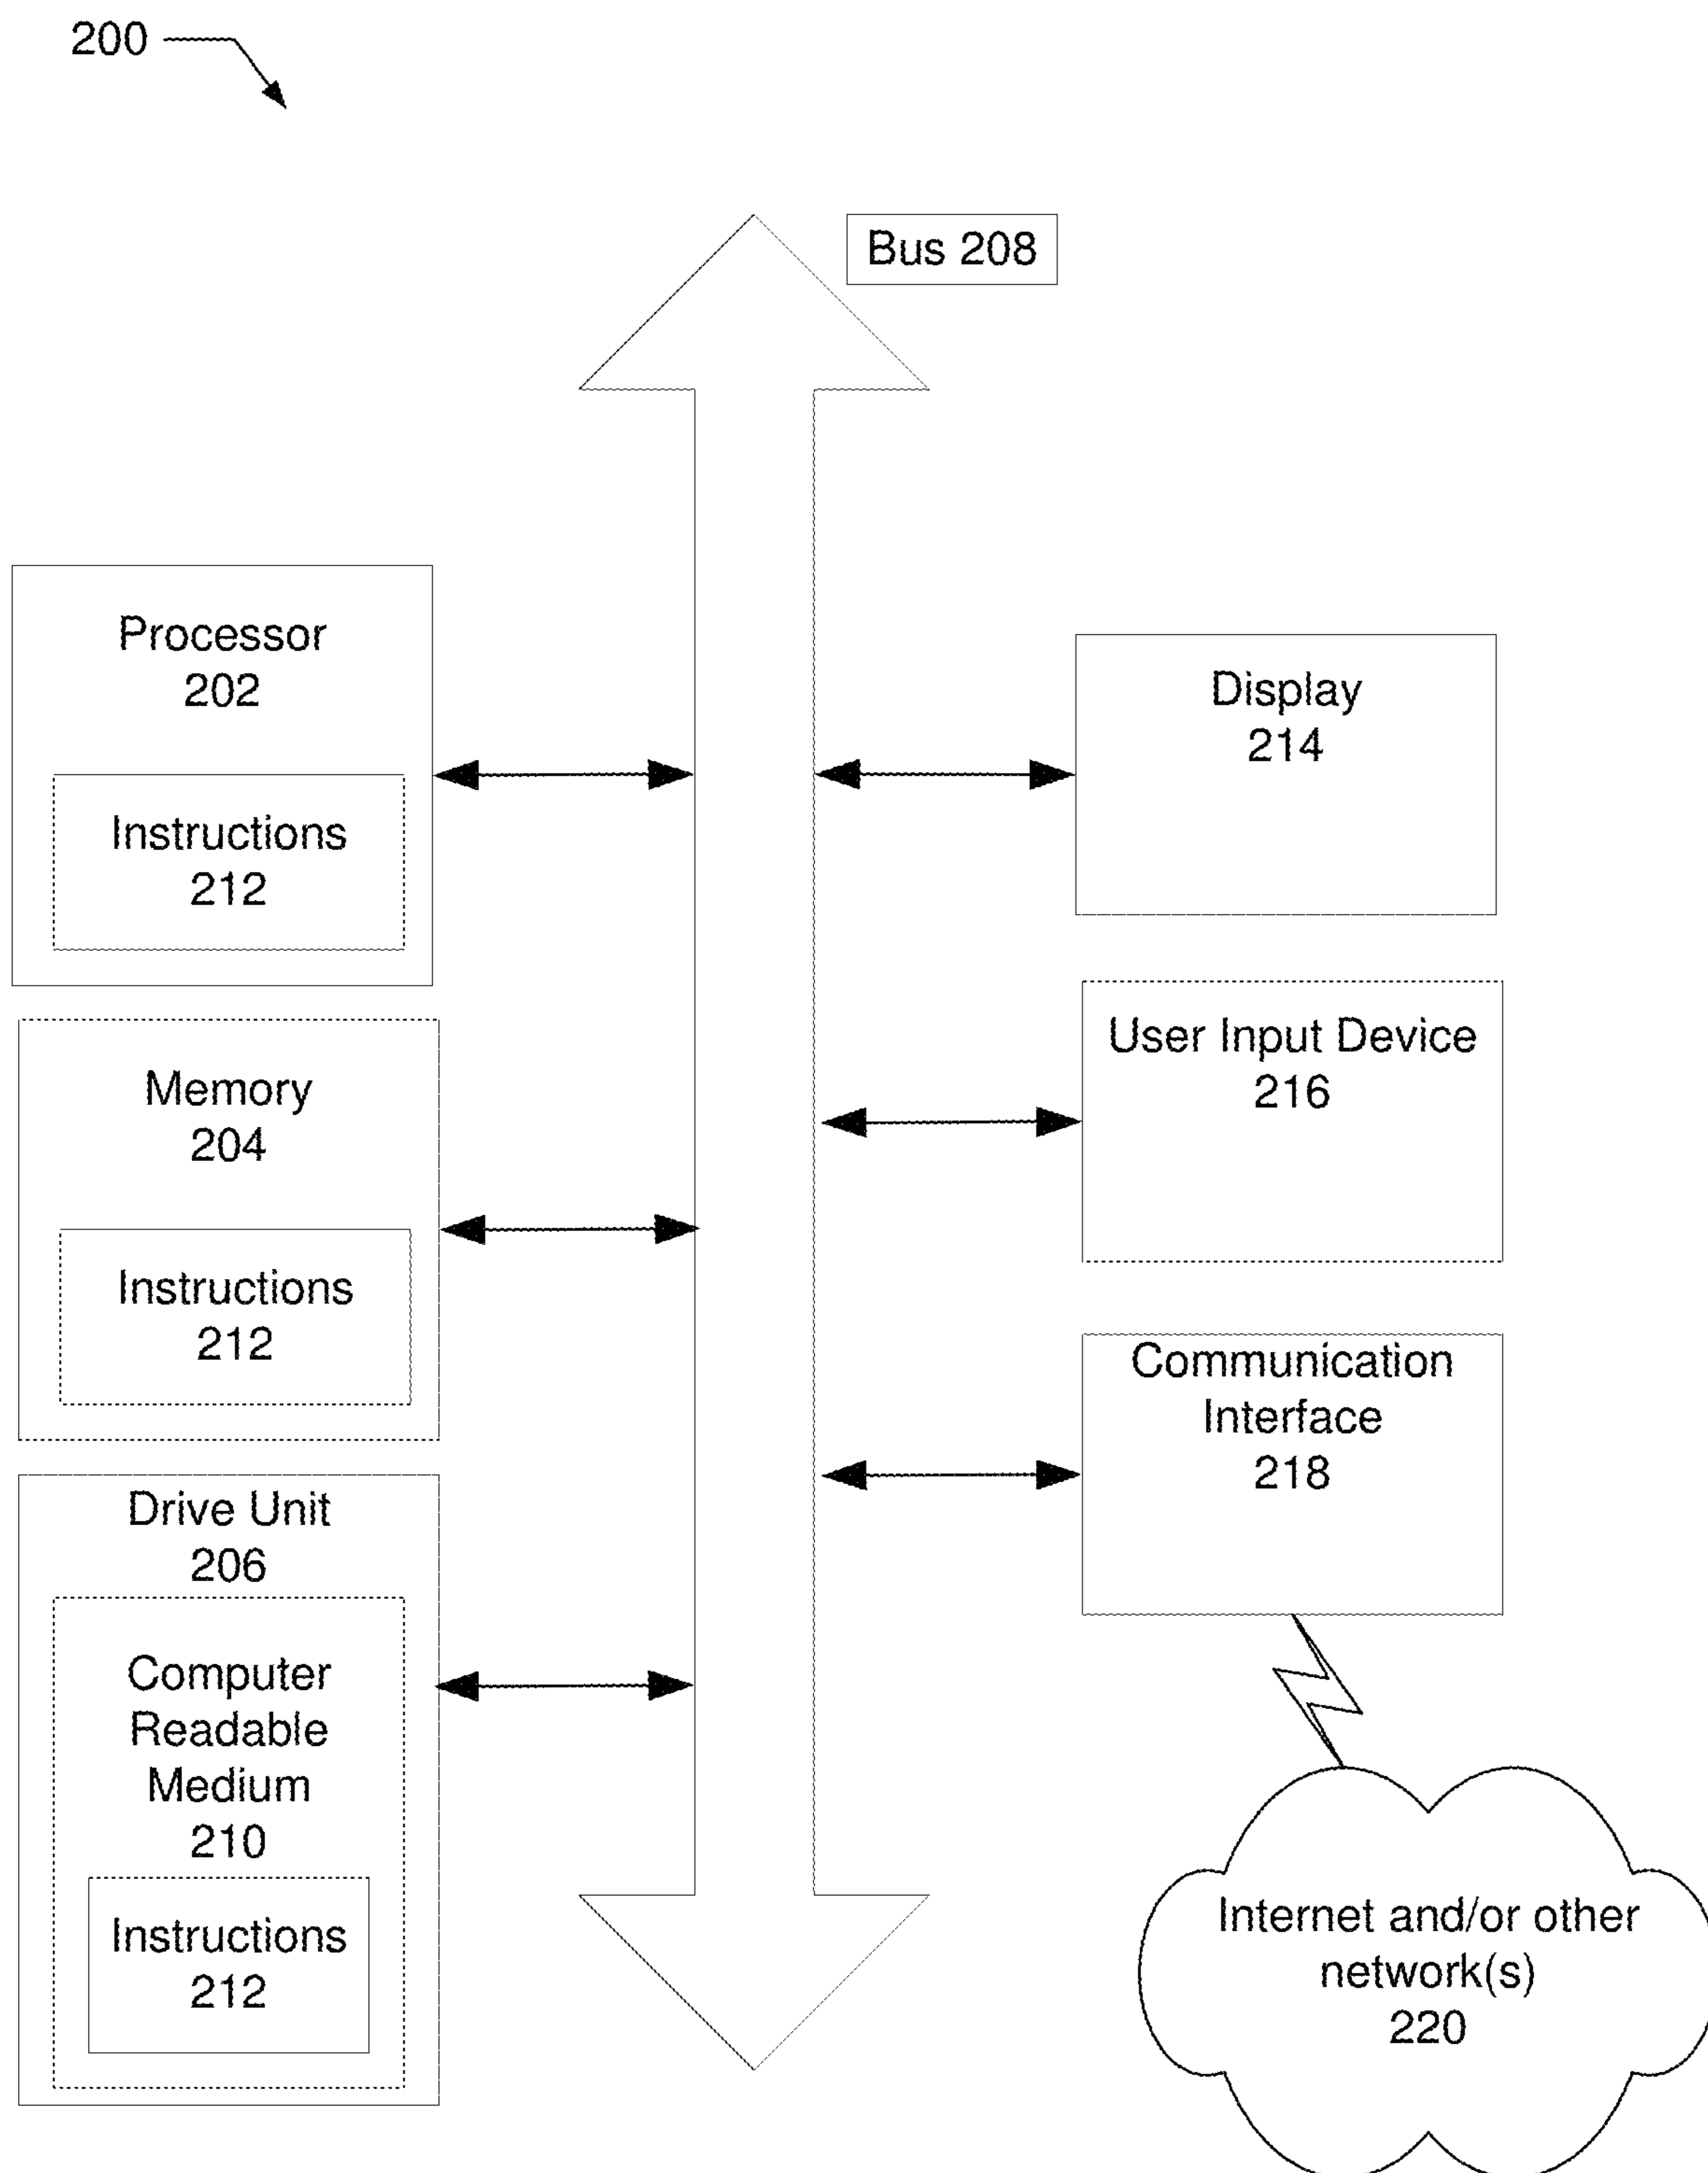 200
Bus 208
Processor
202
Instructions
212
Memory
204
Instructions
212
Drive Unit
206
Computer
Readable
Medium
210
Instructions
212
Display
214
User Input Device
216
Communication
Interface
218
Internet and/or other
network(s)
220